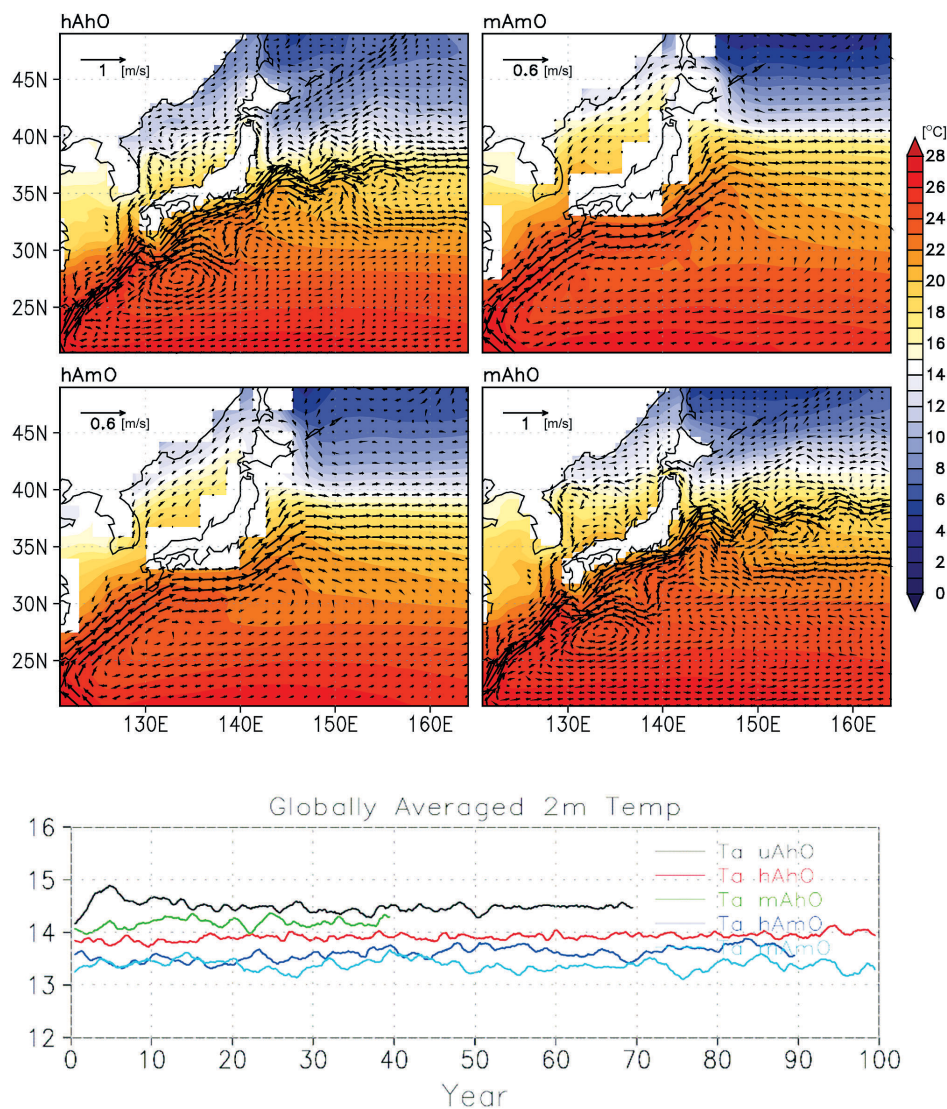 hAhO
mAmO
1 [m/s]
0.6 [m/s]
45N
40N
35N
30N
25N
[°C]
28
26
24
22
20
18
16
14
12
10
8
6
4
2
0
hAmO
mAhO
0.6 [m/s]
1 [m/s]
45N
40N
35N
30N
25N
130E 140E 150E 160E
130E 140E 150E 160E
Globally Averaged 2m Temp
16
15
14
13
12
Ta uAhO
Ta hAhO
Ta mAhO
Ta hAmO
Ta mAmO
0 10 20 30 40 50 60 70 80 90 100
Year